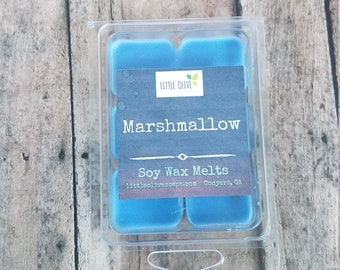 LITTLE OLIVE
Marshmallow
Soy Wax Melts
littleolivesoaps.com Conyers, GA